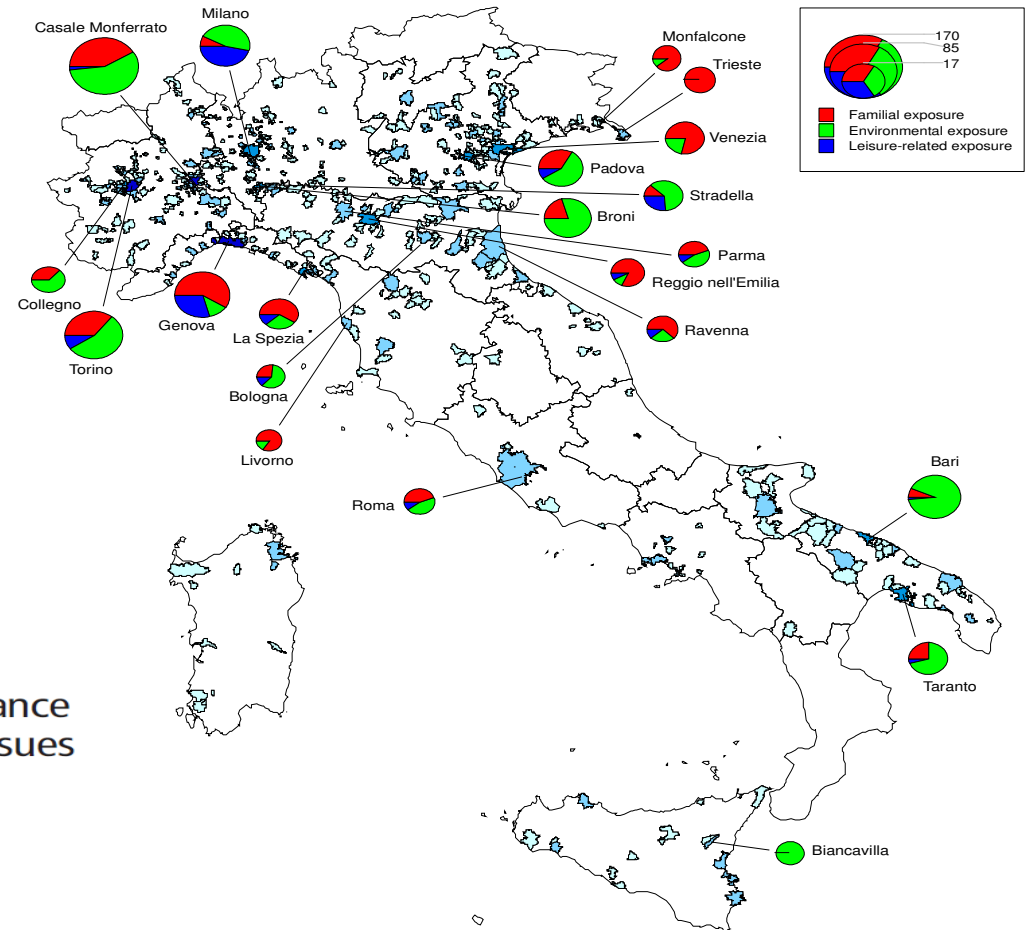 Casale Monferrato
Milano
Monfalcone
Trieste
Venezia
Padova
Stradella
Broni
Parma
Reggio nell'Emilia
Ravenna
Collegno
Torino
Genova
La Spezia
Bologna
Livorno
Roma
Bari
Taranto
Biancavilla
170
85
17
Familial exposure
Environmental exposure
Leisure-related exposure
ance
sues